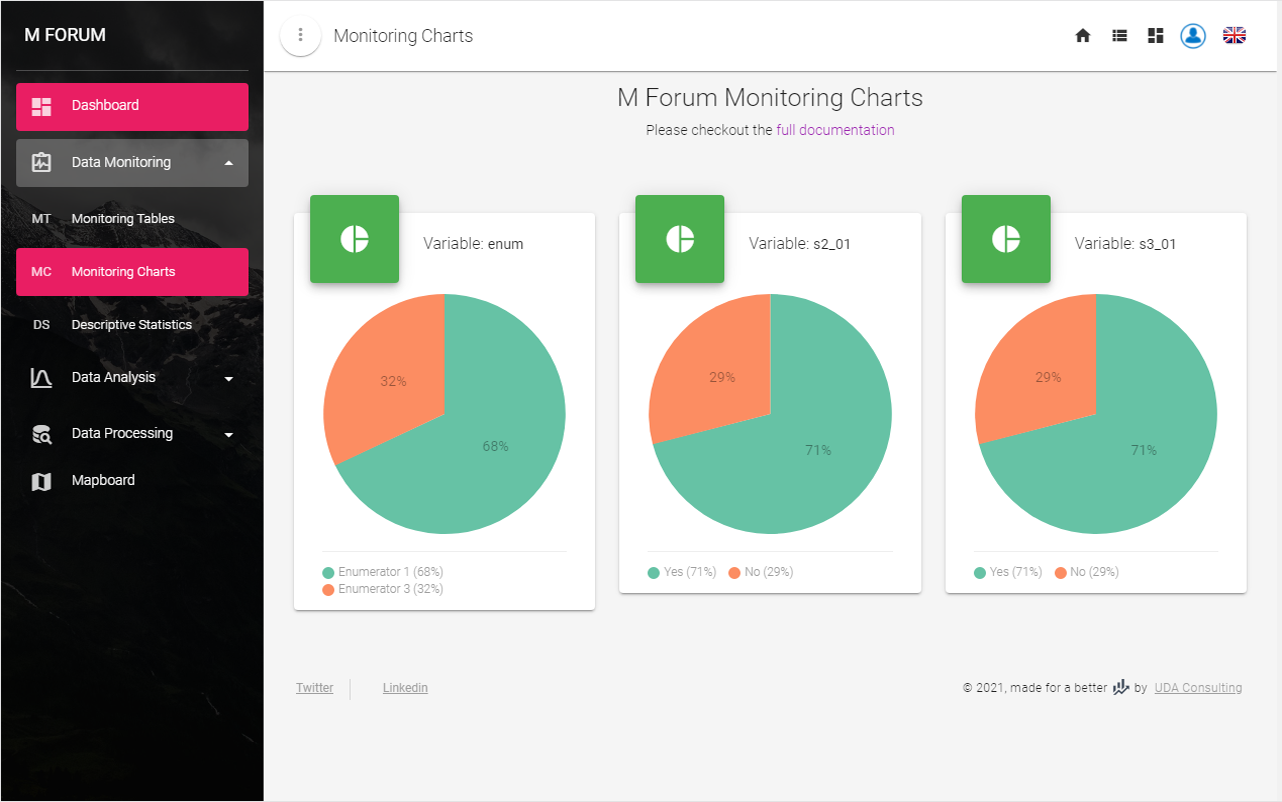 M FORUM
Dashboard
Data Monitoring
MT Monitoring Tables
MC Monitoring Charts
DS Descriptive Statistics
Data Analysis
Data Processing
Mapboard
Monitoring Charts
M Forum Monitoring Charts
Please checkout the full documentation
Variable: enum
32%
68%
Enumerator 1 (68%)
Enumerator 3 (32%)
Variable: s2_01
29%
71%
Yes (71%) No (29%)
Variable: s3_01
29%
71%
Yes (71%) No (29%)
Twitter Linkedin
© 2021, made for a better by UDA Consulting